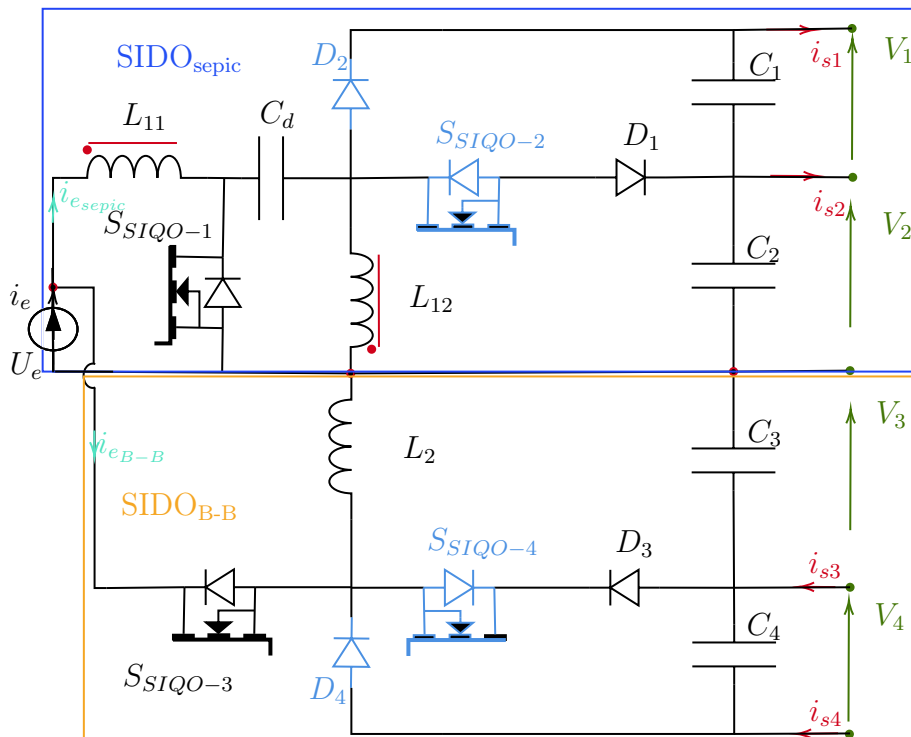 SIDO_sepic
D_2
i_s1
V_1
C_1
L_11
C_d
S_SIQO−2
D_1
i_e_sepic
S_SIQO−1
i_s2
V_2
C_2
i_e
L_12
U_e
V_3
i_e_B−B
L_2
C_3
SIDO_B-B
S_SIQO−4
D_3
i_s3
V_4
C_4
S_SIQO−3
D_4
i_s4